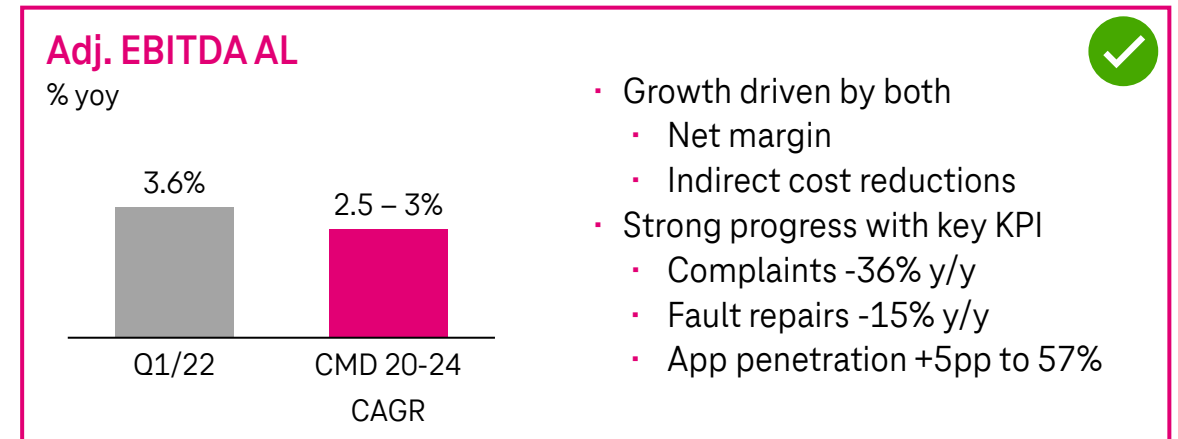 Adj. EBITDA AL
% yoy
3.6%
2.5 – 3%
Q1/22
CMD 20-24
CAGR
· Growth driven by both
· Net margin
· Indirect cost reductions
· Strong progress with key KPI
· Complaints -36% y/y
· Fault repairs -15% y/y
· App penetration +5pp to 57%